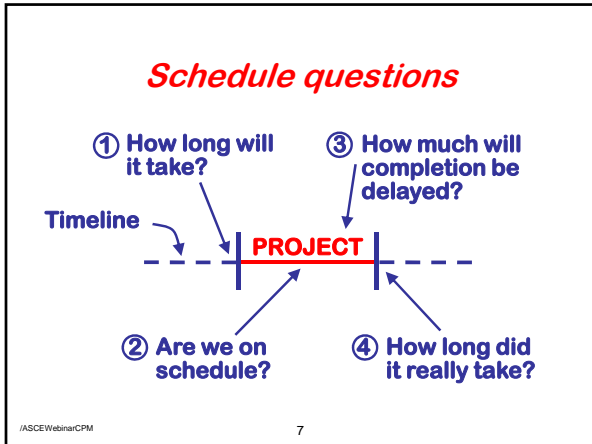 Schedule questions
① How long will
it take?
③ How much will
completion be
delayed?
Timeline
PROJECT
② Are we on
schedule?
④ How long did
it really take?
/ASCEWebinarCPM
7